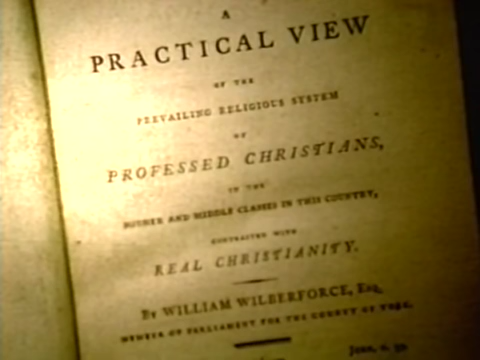 A
PRACTICAL VIEW
OF THE
PREVAILING RELIGIOUS SYSTEM
OF
PROFESSED CHRISTIANS,
IN THE
HIGHER AND MIDDLE CLASSES IN THIS COUNTRY,
CONTRASTED WITH
REAL CHRISTIANITY.
BY WILLIAM WILBERFORCE, Esq.
MEMBER OF PARLIAMENT FOR THE COUNTY OF YORK.